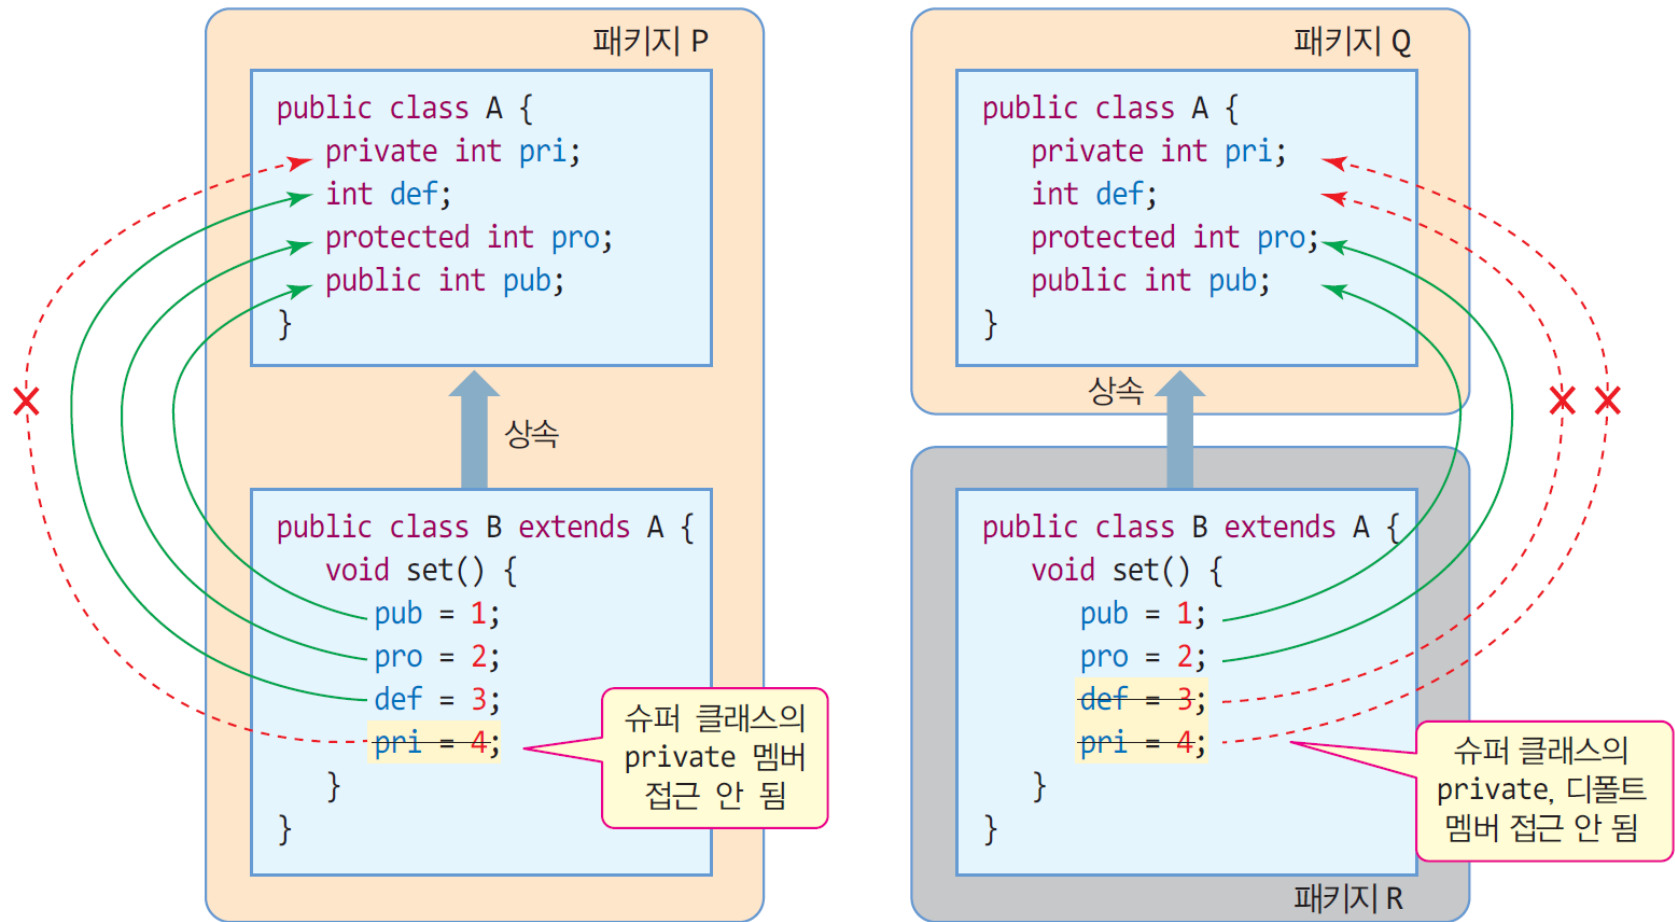 패키지 P
public class A {
private int pri;
int def;
protected int pro;
public int pub;
}
상속
public class B extends A {
void set() {
pub = 1;
pro = 2;
def = 3;
pri = 4;
}
}
슈퍼 클래스의
private 멤버
접근 안 됨
패키지 Q
public class A {
private int pri;
int def;
protected int pro;
public int pub;
}
상속
public class B extends A {
void set() {
pub = 1;
pro = 2;
def = 3;
pri = 4;
}
}
슈퍼 클래스의
private, 디폴트
멤버 접근 안 됨
패키지 R